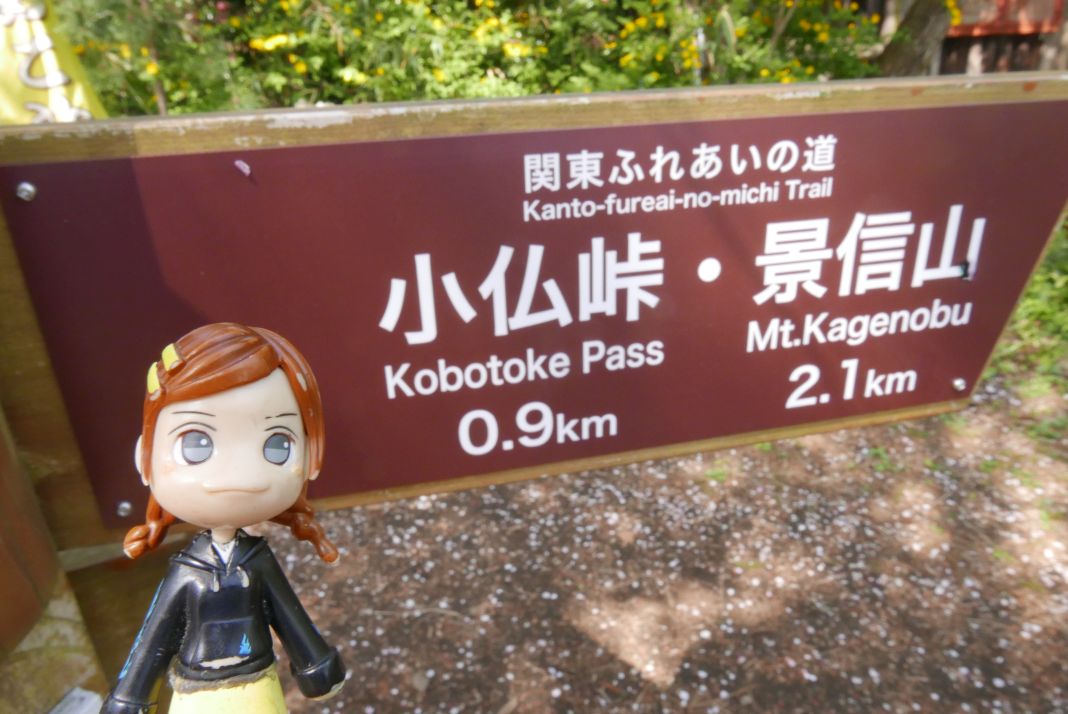 関東ふれあいの道
Kanto-fureai-no-michi Trail
小仏峠・景信山
Kobotoke Pass Mt.Kagenobu
0.9km 2.1km